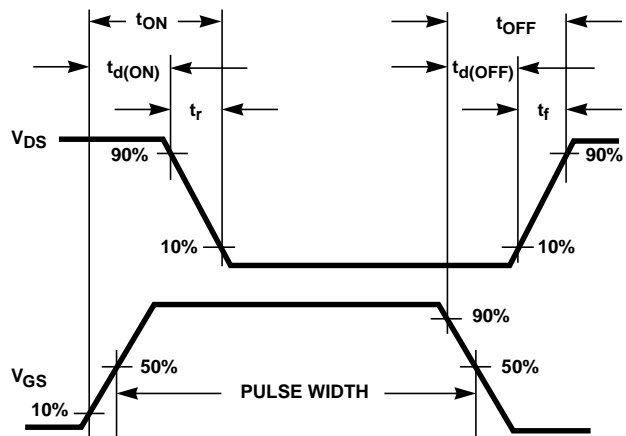 tON tOFF
td(ON) td(OFF)
tr tf
VDS
90% 90%
10% 10%
90%
50% 50%
VGS
PULSE WIDTH
10%